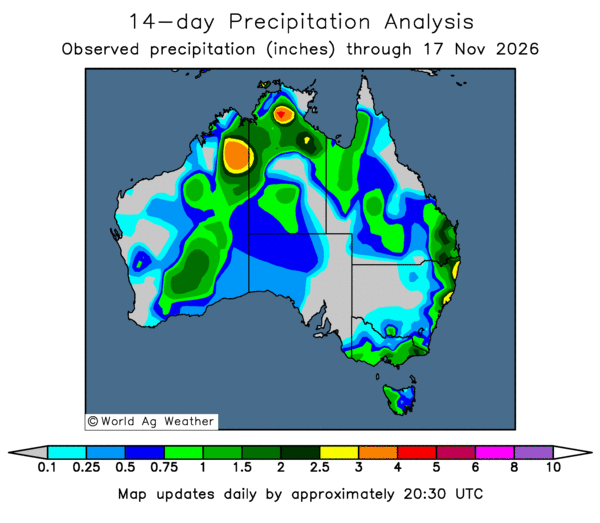 14-day Precipitation Analysis
Observed precipitation (inches) through 17 Nov 2026
©World Ag Weather
0.1 0.25 0.5 0.75 1 1.5 2 2.5 3 4 5 6 8 10
Map updates daily by approximately 20:30 UTC